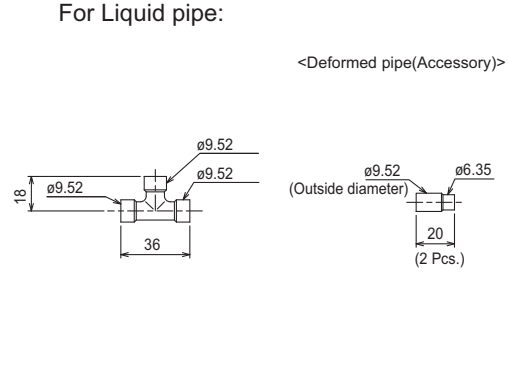 For Liquid pipe:
<Deformed pipe(Accessory)>
ø9.52
ø9.52
ø9.52
18
36
ø9.52
(Outside diameter)
ø6.35
20
(2 Pcs.)